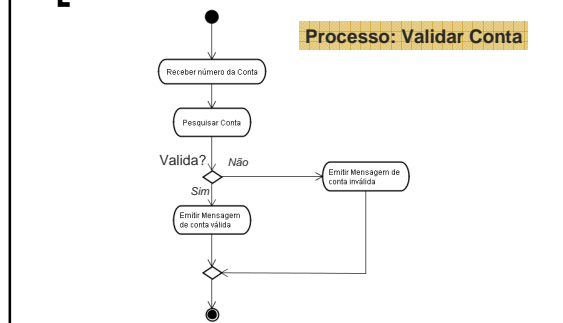 Processo: Validar Conta
Receber número da Conta
Pesquisar Conta
Valida?
Não
Emitir Mensagem de
conta inválida
Sim
Emitir Mensagem
de conta válida